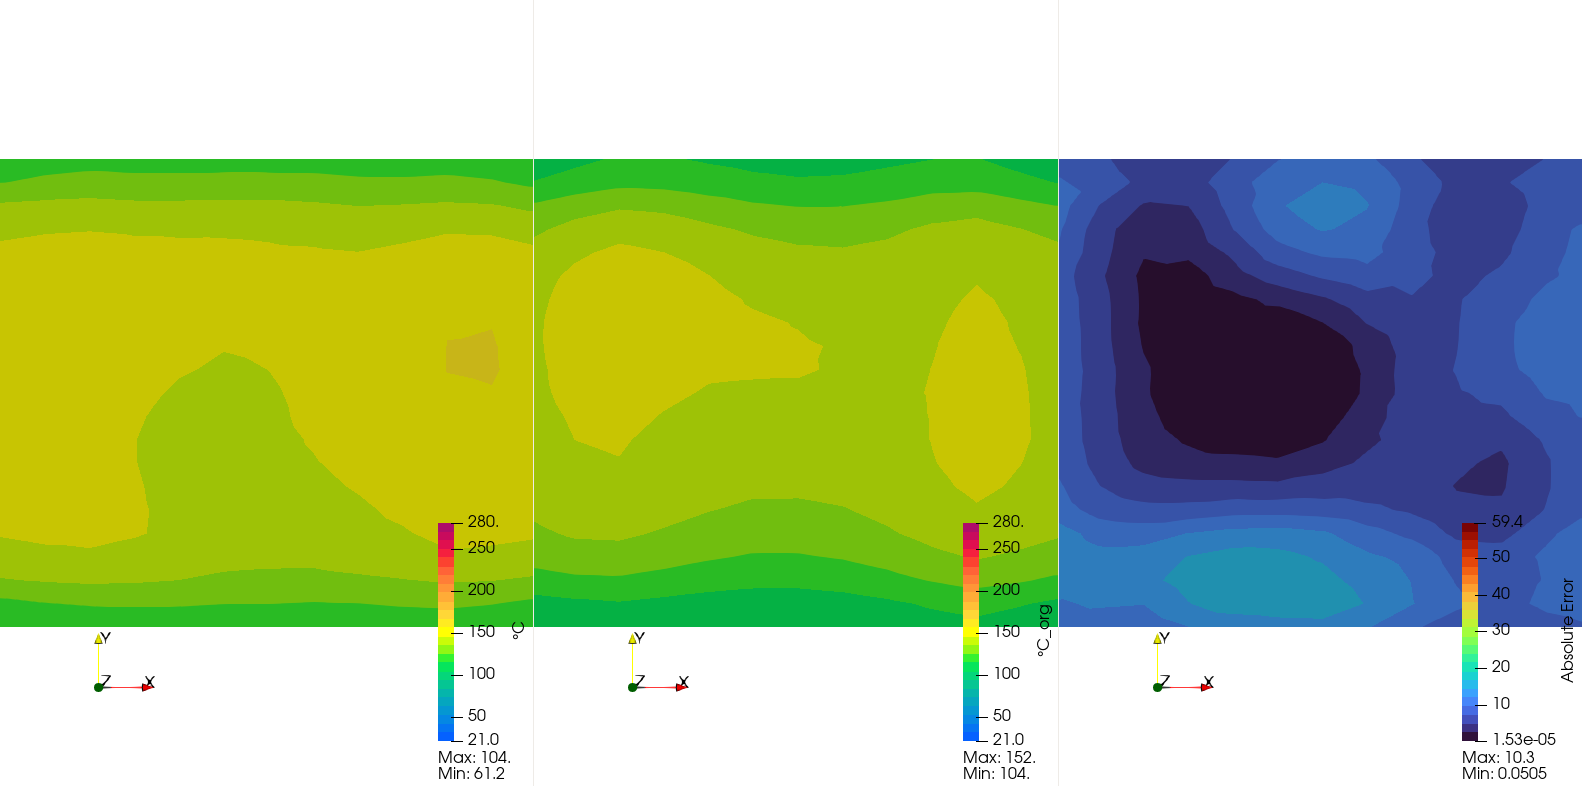 280.
250
200
150
100
50
21.0
°C
Max: 104.
Min: 61.2
Y
Z
X
280.
250
200
150
100
50
21.0
°C_org
Max: 152.
Min: 104.
Y
Z
X
59.4
50
40
30
20
10
1.53e-05
Absolute Error
Max: 10.3
Min: 0.0505
Y
Z
X